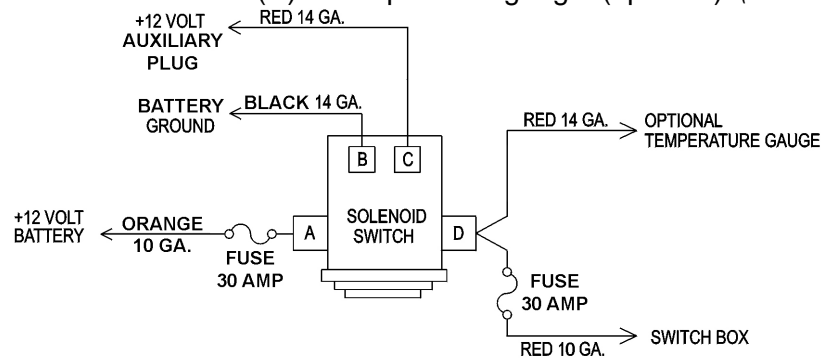 +12 VOLT
AUXILIARY
PLUG
RED 14 GA.
BATTERY
GROUND
BLACK 14 GA.
B
C
RED 14 GA.
OPTIONAL
TEMPERATURE GAUGE
+12 VOLT
BATTERY
ORANGE
10 GA.
FUSE
30 AMP
A
SOLENOID
SWITCH
D
FUSE
30 AMP
RED 10 GA.
SWITCH BOX